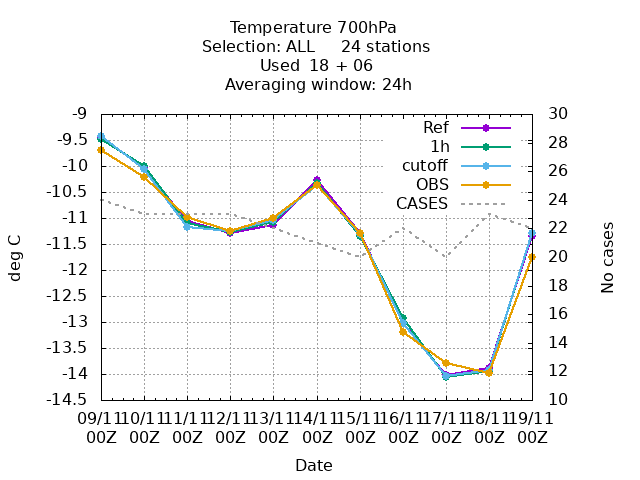 Temperature 700hPa
Selection: ALL 24 stations
Used 18 + 06
Averaging window: 24h
-9
-9.5
-10
-10.5
-11
-11.5
-12
-12.5
-13
-13.5
-14
-14.5
deg C
30
28
26
24
22
20
18
16
14
12
10
No cases
Ref
1h
cutoff
OBS
CASES
09/11 10/11 11/11 12/11 13/11 14/11 15/11 16/11 17/11 18/11 19/11
00Z 00Z 00Z 00Z 00Z 00Z 00Z 00Z 00Z 00Z 00Z
Date